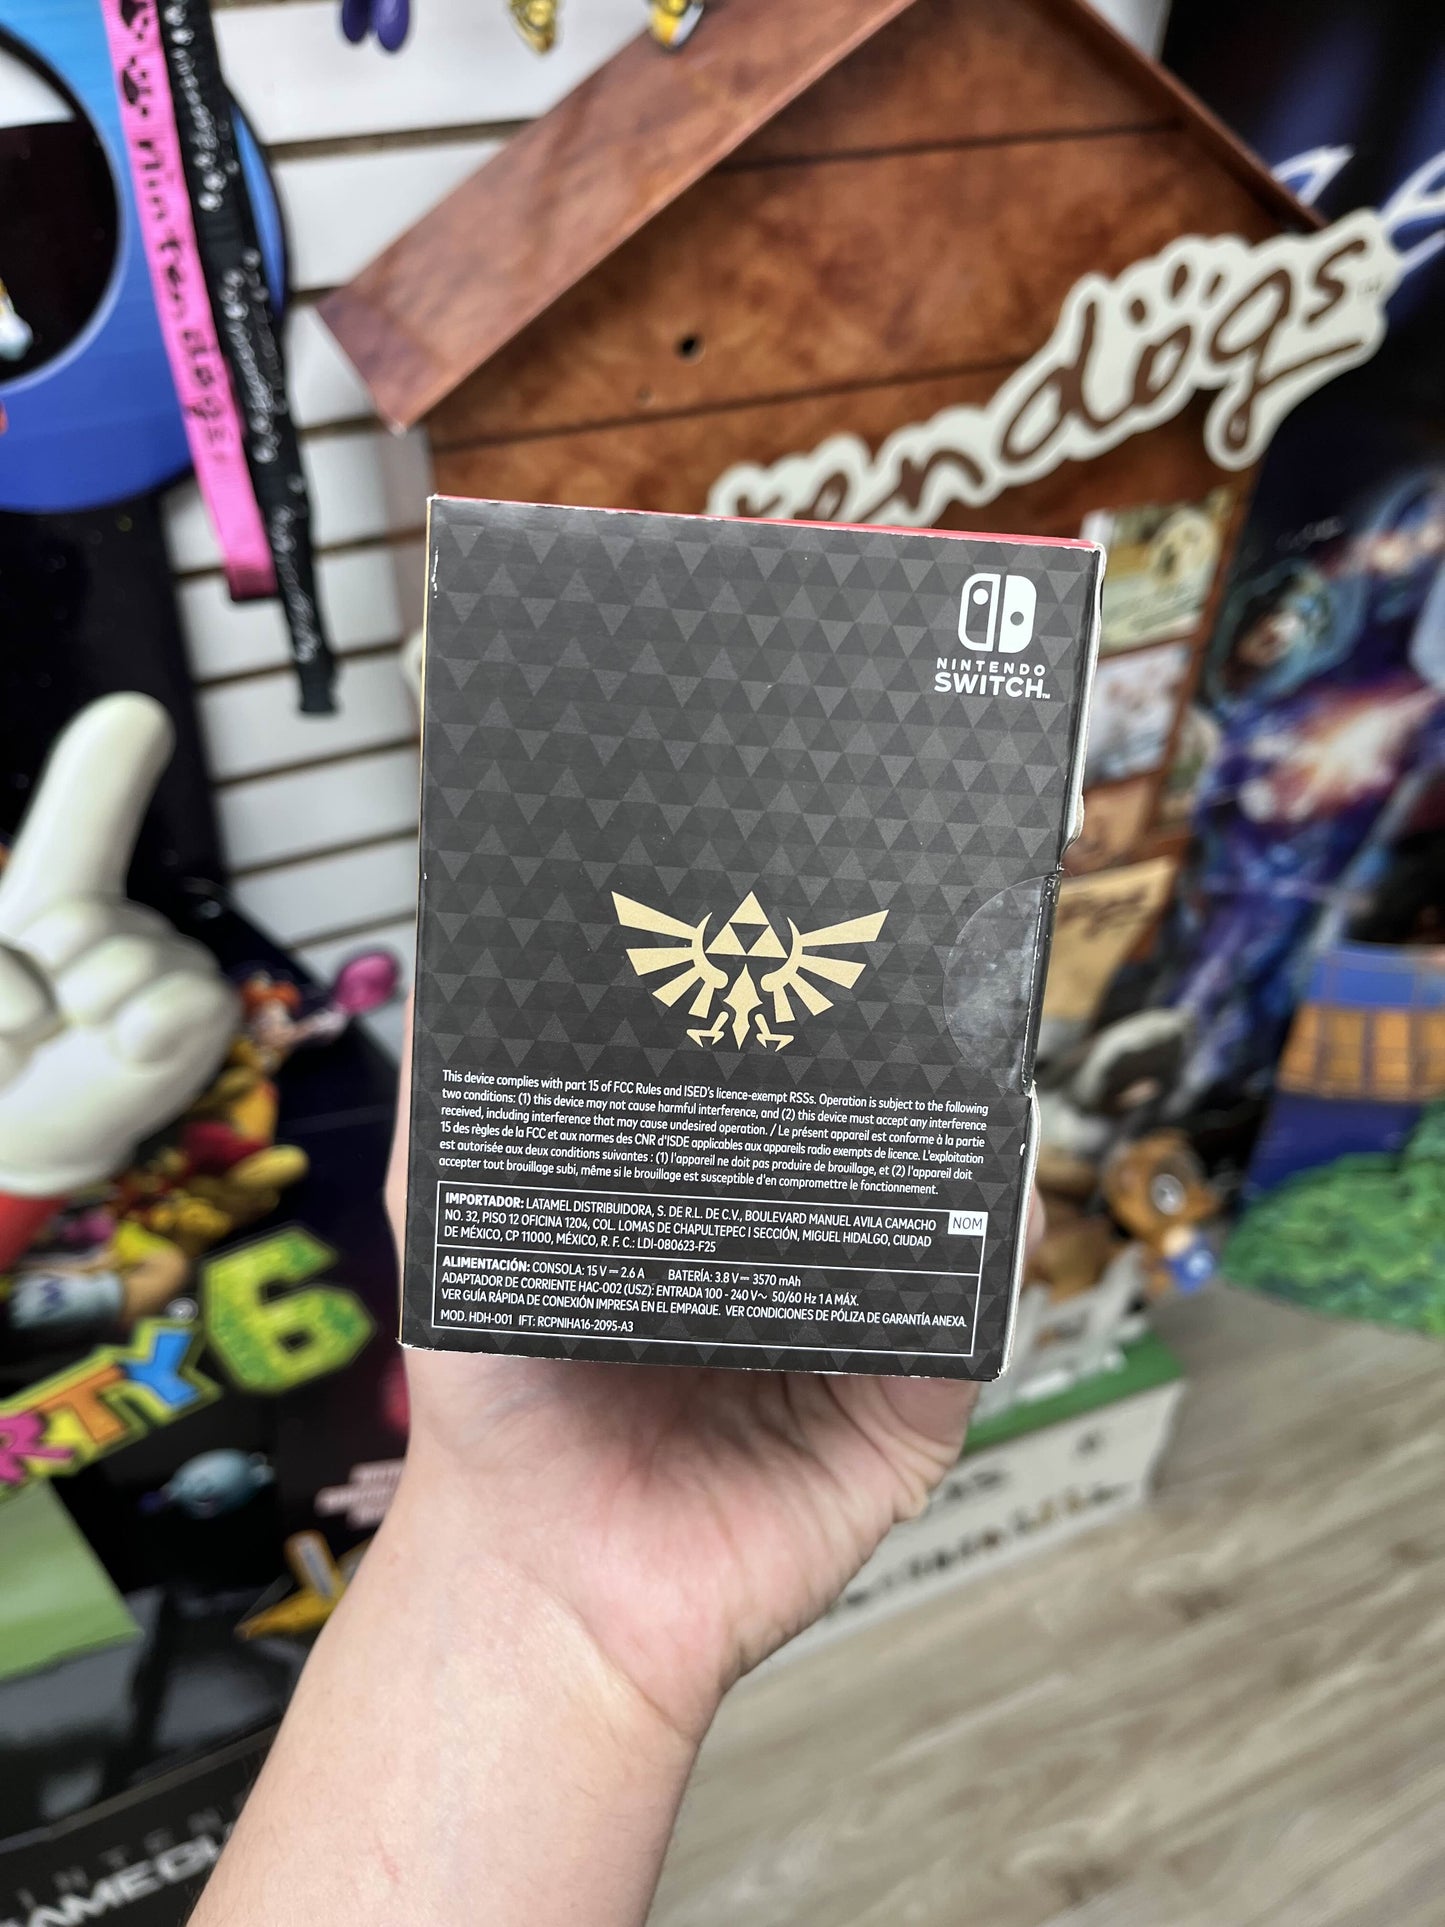 nintendogs
tendogs
NINTENDO
SWITCH™
This device complies with part 15 of FCC Rules and ISED's licence-exempt RSSs. Operation is subject to the following
two conditions: (1) this device may not cause harmful interference, and (2) this device must accept any interference
received, including interference that may cause undesired operation. / Le présent appareil est conforme à la partie
15 des règles de la FCC et aux normes des CNR d'ISDE applicables aux appareils radio exempts de licence. L'exploitation
est autorisée aux deux conditions suivantes : (1) l'appareil ne doit pas produire de brouillage, et (2) l'appareil doit
accepter tout brouillage subi, même si le brouillage est susceptible d'en compromettre le fonctionnement.
IMPORTADOR: LATAMEL DISTRIBUIDORA, S. DE R.L. DE C.V., BOULEVARD MANUEL AVILA CAMACHO
NO. 32, PISO 12 OFICINA 1204, COL. LOMAS DE CHAPULTEPEC I SECCIÓN, MIGUEL HIDALGO, CIUDAD
DE MÉXICO, CP 11000, MÉXICO, R. F. C.: LDI-080623-F25
NOM
ALIMENTACIÓN: CONSOLA: 15 V ⎓ 2.6 A BATERÍA: 3.8 V ⎓ 3570 mAh
ADAPTADOR DE CORRIENTE HAC-002 (USZ): ENTRADA 100 - 240 V～ 50/60 Hz 1 A MÁX.
VER GUÍA RÁPIDA DE CONEXIÓN IMPRESA EN EL EMPAQUE. VER CONDICIONES DE PÓLIZA DE GARANTÍA ANEXA.
MOD. HDH-001 IFT: RCPNIHA16-2095-A3
RTY 6